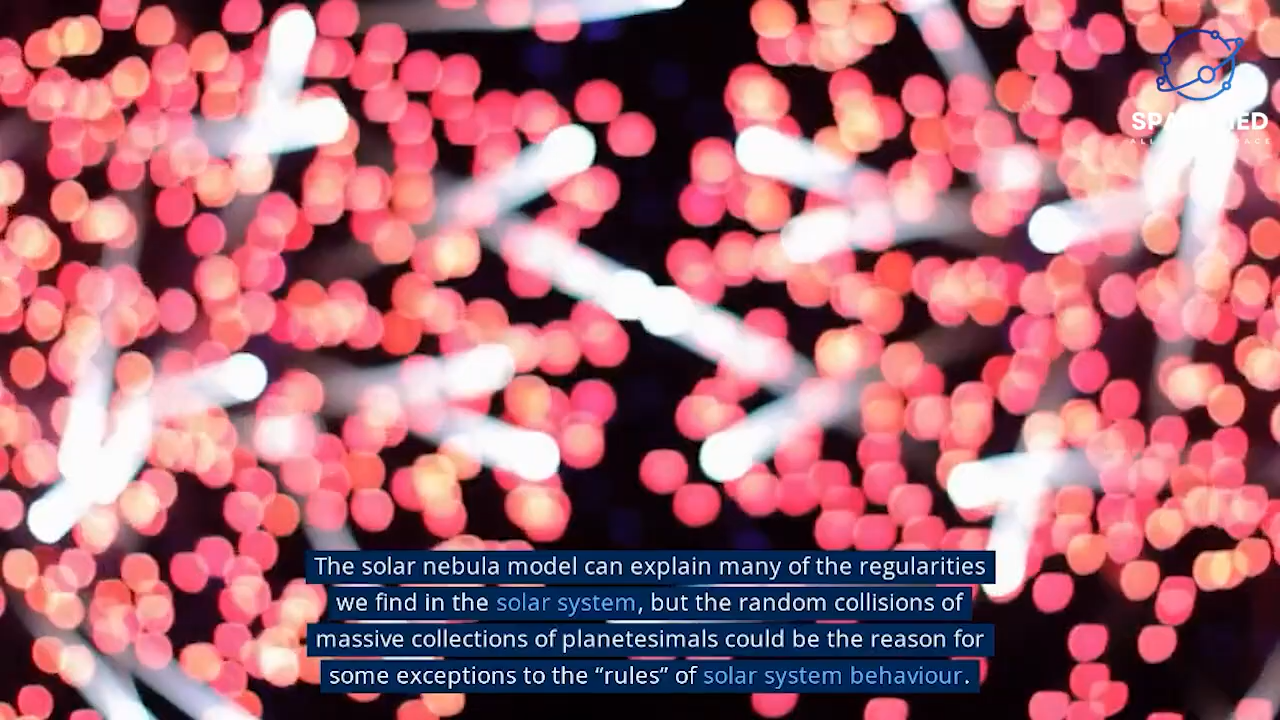 The solar nebula model can explain many of the regularities
we find in the solar system, but the random collisions of
massive collections of planetesimals could be the reason for
some exceptions to the “rules” of solar system behaviour.